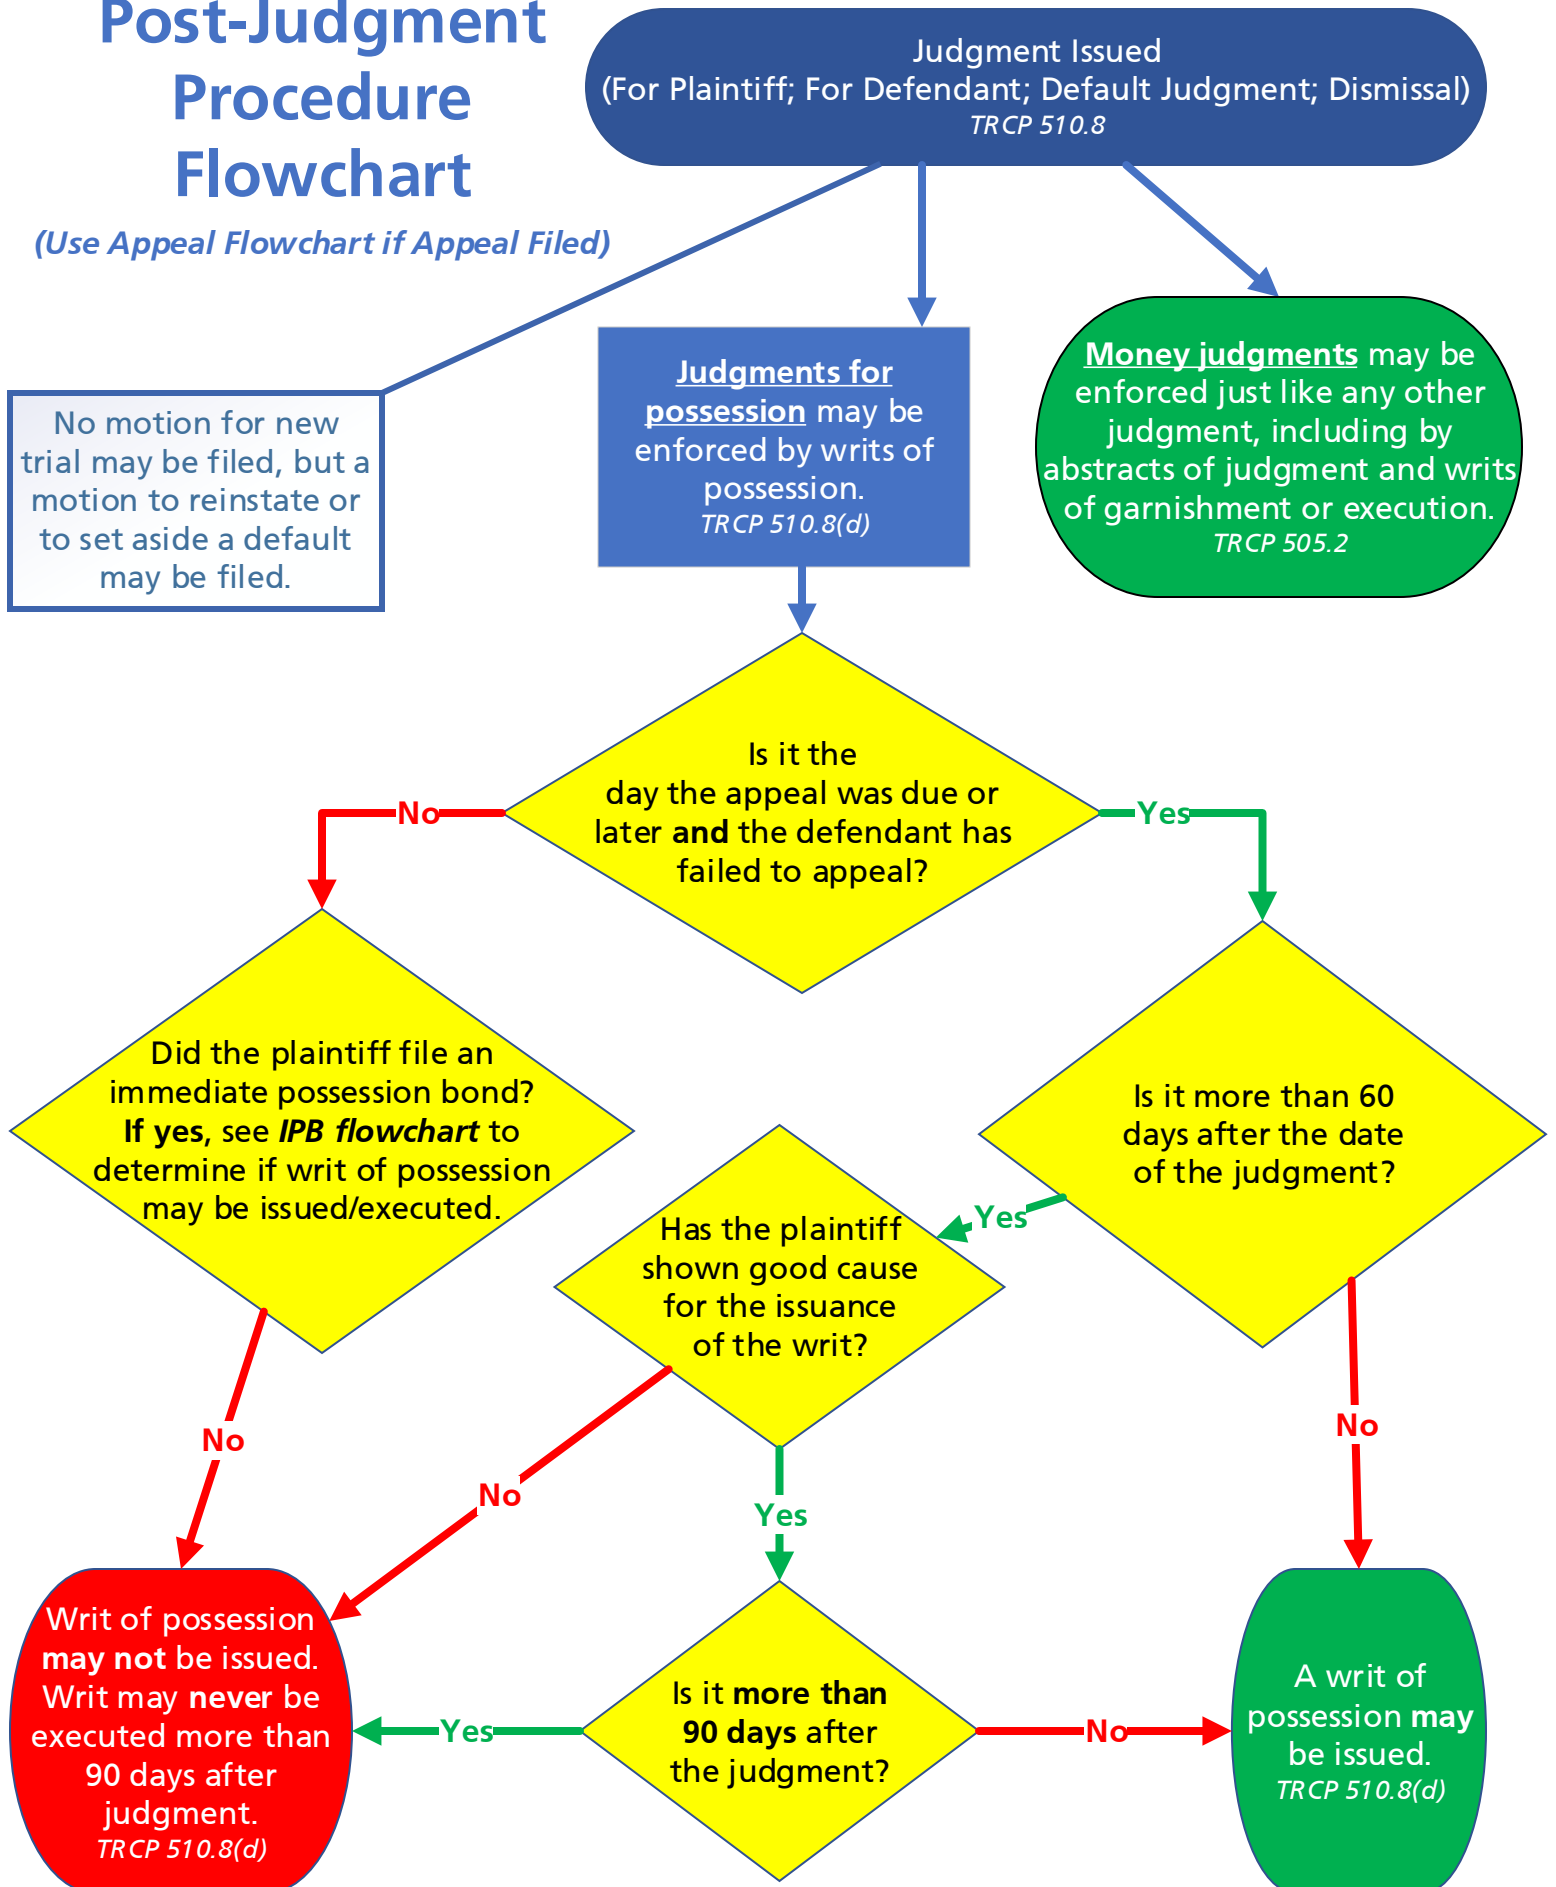 Post-Judgment
Procedure
Flowchart
(Use Appeal Flowchart if Appeal Filed)
Judgment Issued
(For Plaintiff; For Defendant; Default Judgment; Dismissal)
TRCP 510.8
No motion for new
trial may be filed, but a
motion to reinstate or
to set aside a default
may be filed.
Judgments for
possession may be
enforced by writs of
possession.
TRCP 510.8(d)
Money judgments may be
enforced just like any other
judgment, including by
abstracts of judgment and writs
of garnishment or execution.
TRCP 505.2
Is it the
day the appeal was due or
later and the defendant has
failed to appeal?
No
Yes
Did the plaintiff file an
immediate possession bond?
If yes, see IPB flowchart to
determine if writ of possession
may be issued/executed.
Is it more than 60
days after the date
of the judgment?
Yes
Has the plaintiff
shown good cause
for the issuance
of the writ?
No
No
Yes
No
Writ of possession
may not be issued.
Writ may never be
executed more than
90 days after
judgment.
TRCP 510.8(d)
Yes
Is it more than
90 days after
the judgment?
No
A writ of
possession may
be issued.
TRCP 510.8(d)